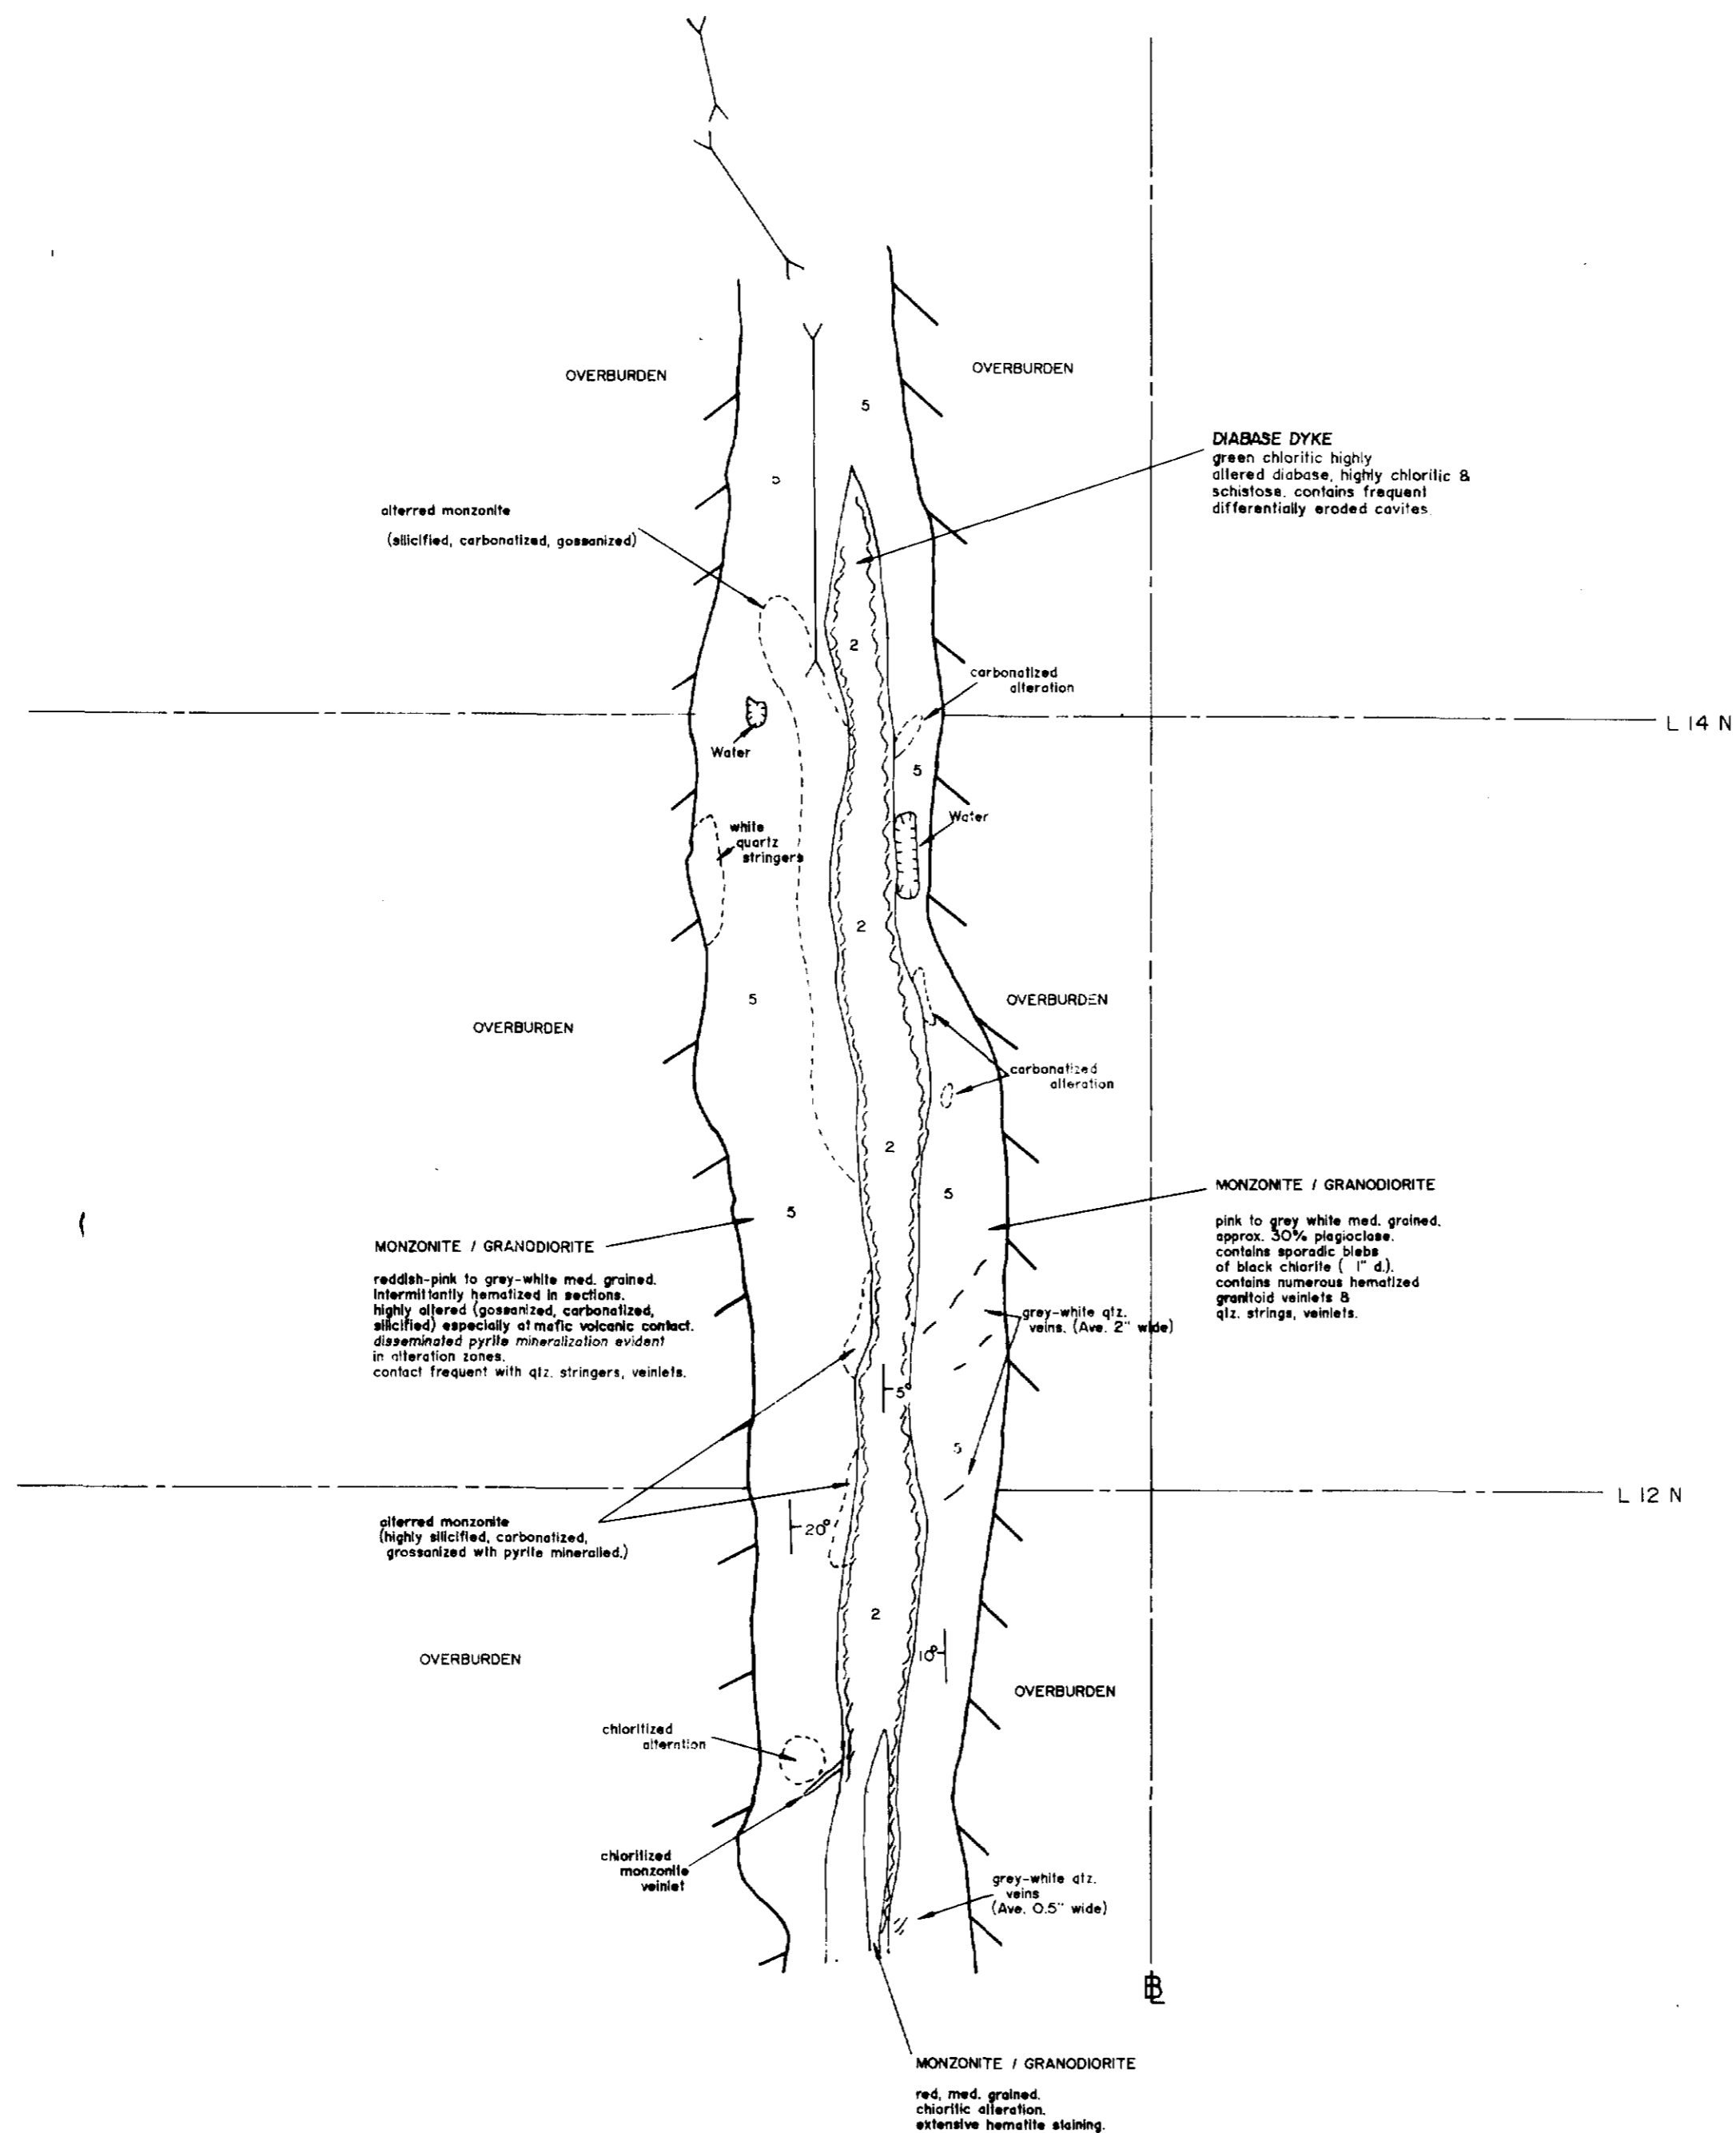 OVERBURDEN
OVERBURDEN
5
DIABASE DYKE
green chloritic highly
altered diabase, highly chloritic &
schistose. contains frequent
differentially eroded cavites.
5
alterred monzonite
(silicified, carbonatized, gossanized)
2
carbonatized
alteration
L 14 N
Water
5
Water
white
quartz
stringers
2
5
OVERBURDEN
OVERBURDEN
carbonatized
alteration
2
5
5
MONZONITE / GRANODIORITE
pink to grey white med. grained.
approx. 30% plagioclase.
contains sporadic blebs
of black chlorite ( 1" d.).
contains numerous hematized
granitoid veinlets &
qtz. strings, veinlets.
MONZONITE / GRANODIORITE
reddish-pink to grey-white med. grained.
Intermittantly hematized in sections.
highly altered (gossanized, carbonatized,
silicified) especially at mafic volcanic contact.
disseminated pyrite mineralization evident
in alteration zones.
contact frequent with qtz. stringers, veinlets.
grey-white qtz.
veins. (Ave. 2" wide)
5°
5
L 12 N
alterred monzonite
(highly silicified, carbonatized,
grossanized wth pyrite mineralied.)
20°
2
10°
OVERBURDEN
OVERBURDEN
chloritized
alteration
chloritized
monzonite
veinlet
grey-white qtz.
veins
(Ave. 0.5" wide)
BL
MONZONITE / GRANODIORITE
red, med. grained.
chloritic alteration.
extensive hematite staining.